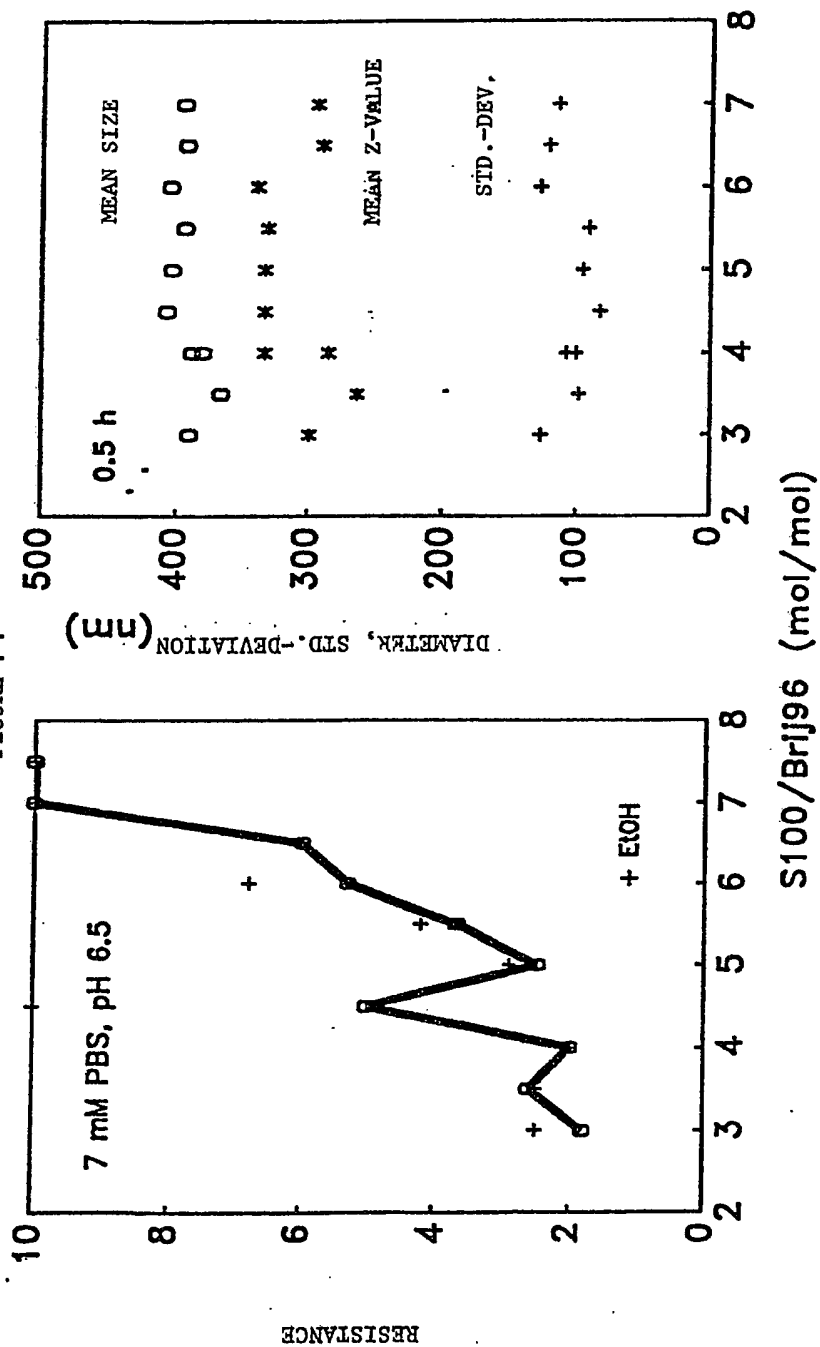 7 mM PBS, pH 6.5
+ EtOH
RESISTANCE
10
6
4
2
0
2 3 4 5 6 7 8
0.5 h
MEAN SIZE
MEAN Z-VALUE
STD.-DEV.
DIAMETER, STD.-DEVIATION (nm)
500
400
300
200
100
0
2 3 4 5 6 7 8
S100/Brij96 (mol/mol)